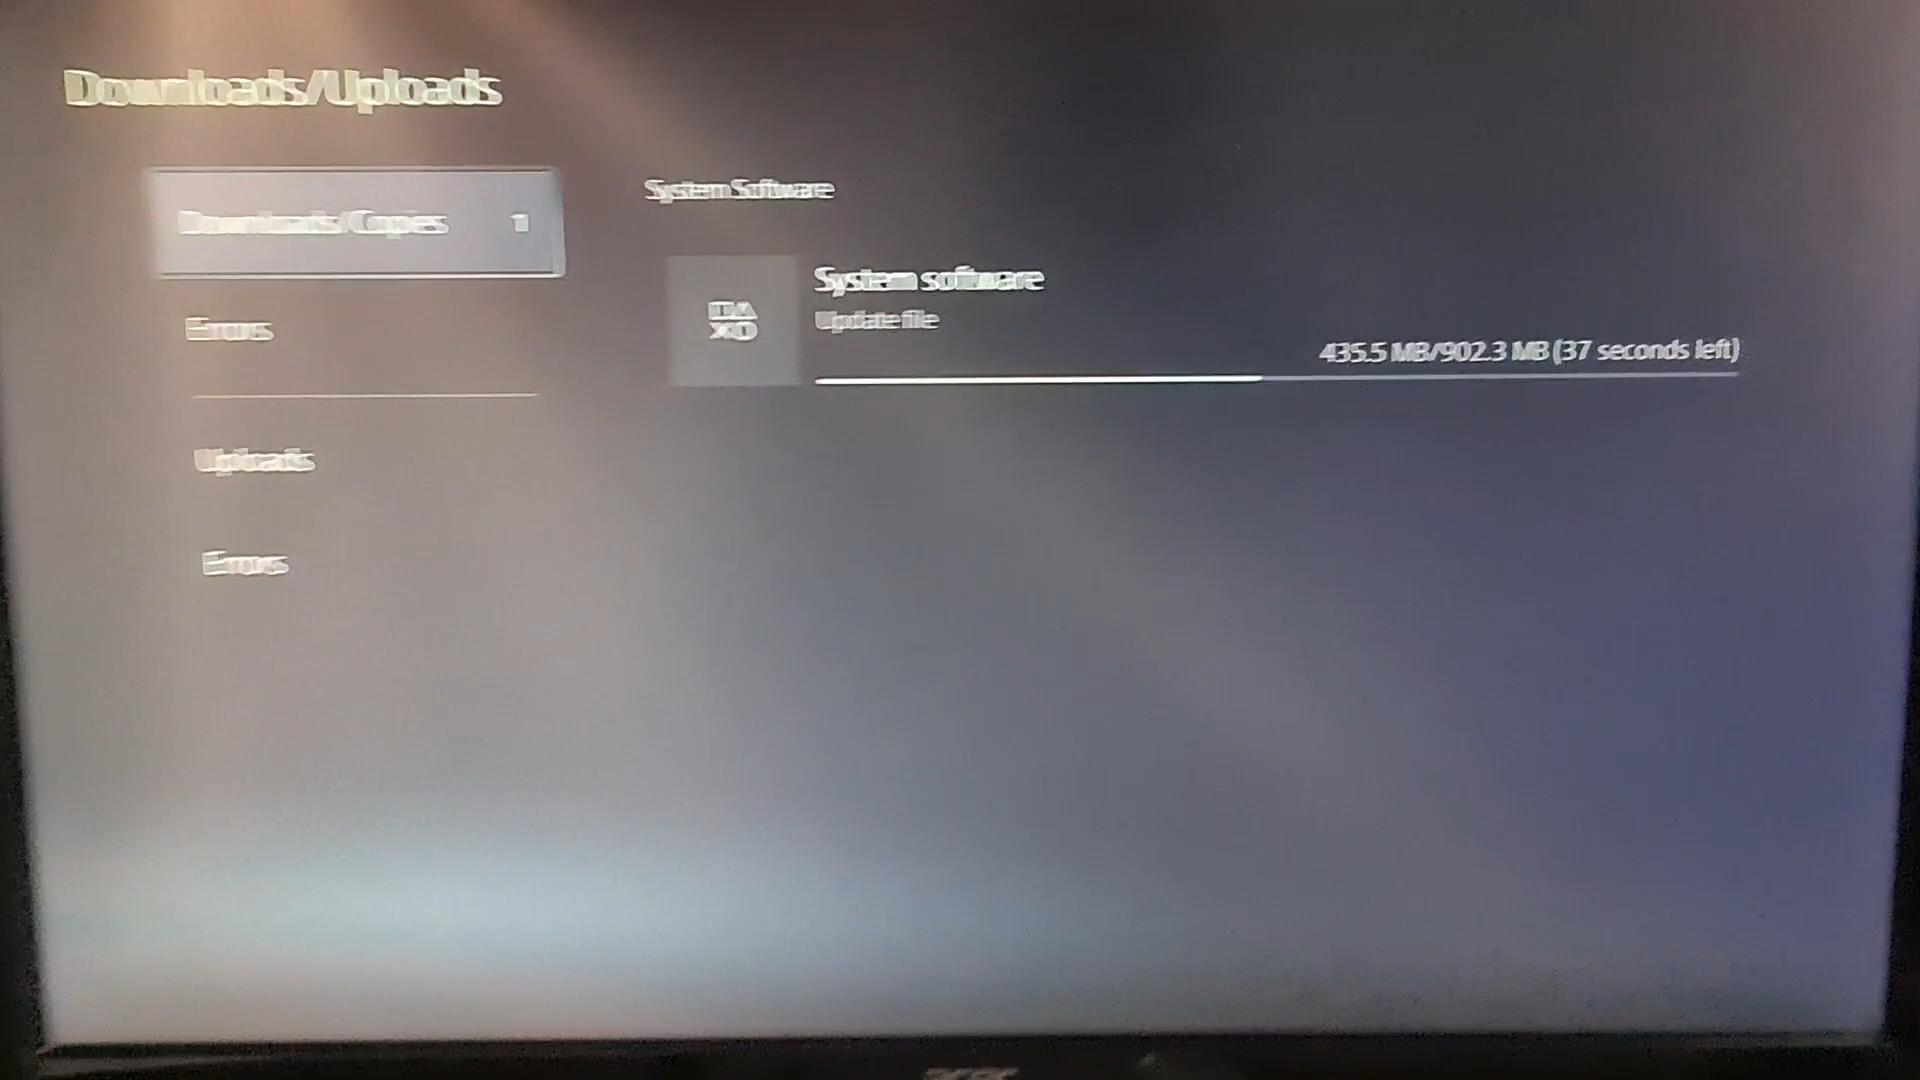 Downloads/Uploads
Downloads/Copies 1
Errors
Uploads
Errors
System Software
System software
Update file
435.5 MB/902.3 MB (37 seconds left)
acer